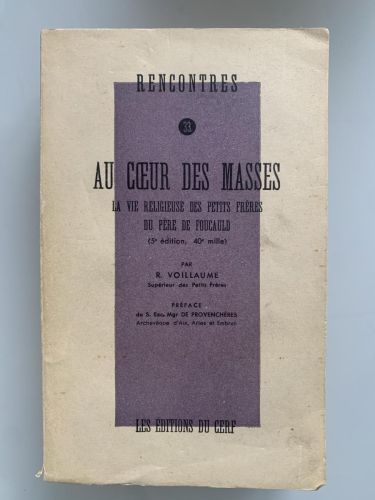 RENCONTRES
33
AU CŒUR DES MASSES
LA VIE RELIGIEUSE DES PETITS FRÈRES
DU PÈRE DE FOUCAULD
(5e édition, 40e mille)
PAR
R. VOILLAUME
Supérieur des Petits Frères
PRÉFACE
de S. Exc. Mgr DE PROVENCHÈRES
Archevêque d'Aix, Arles et Embrun
LES ÉDITIONS DU CERF